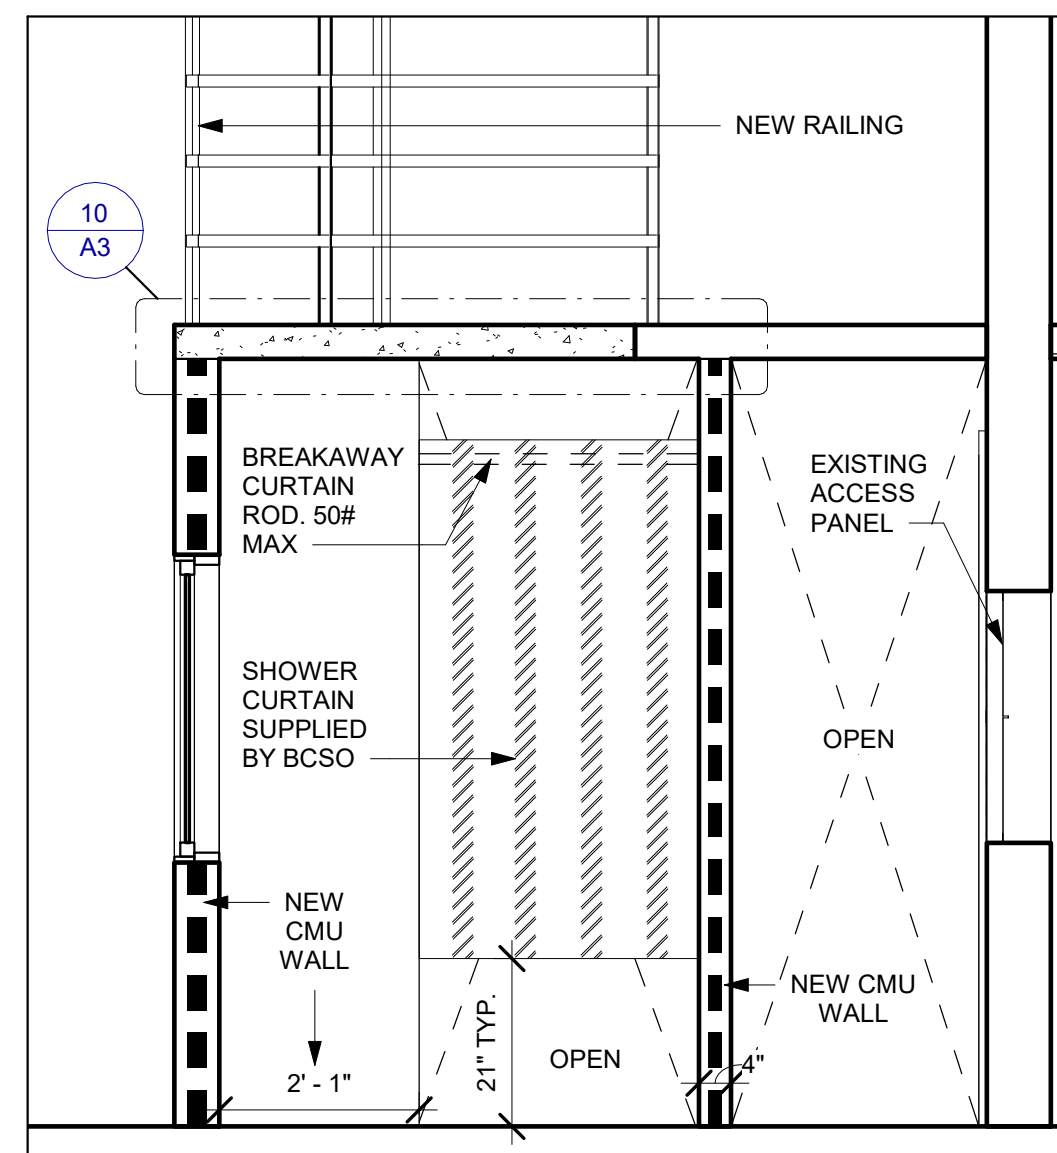 NEW RAILING
10
A3
BREAKAWAY
CURTAIN
ROD. 50#
MAX
EXISTING
ACCESS
PANEL
SHOWER
CURTAIN
SUPPLIED
BY BCSO
OPEN
NEW
CMU
WALL
NEW CMU
WALL
21" TYP.
OPEN
4"
2' - 1"